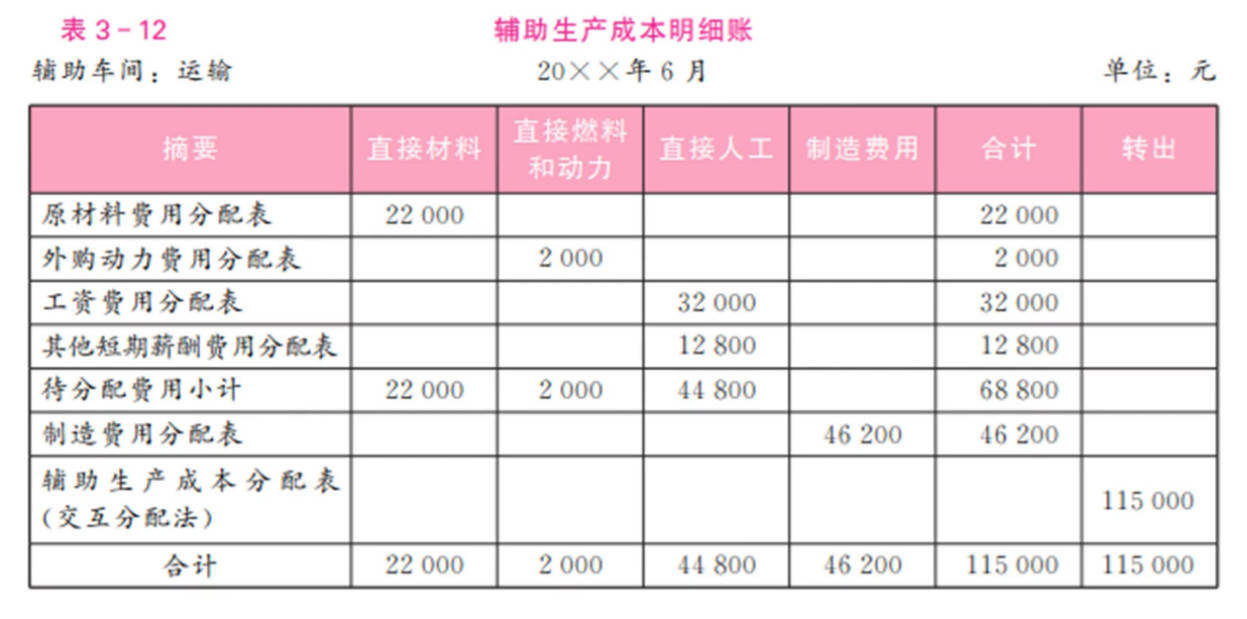 表 3-12 辅助生产成本明细账
辅助车间：运输 20××年 6 月 单位：元
摘要 直接材料 直接燃料和动力 直接人工 制造费用 合计 转出
原材料费用分配表 22 000 22 000
外购动力费用分配表 2 000 2 000
工资费用分配表 32 000 32 000
其他短期薪酬费用分配表 12 800 12 800
待分配费用小计 22 000 2 000 44 800 68 800
制造费用分配表 46 200 46 200
辅助生产成本分配表
(交互分配法) 115 000
合计 22 000 2 000 44 800 46 200 115 000 115 000